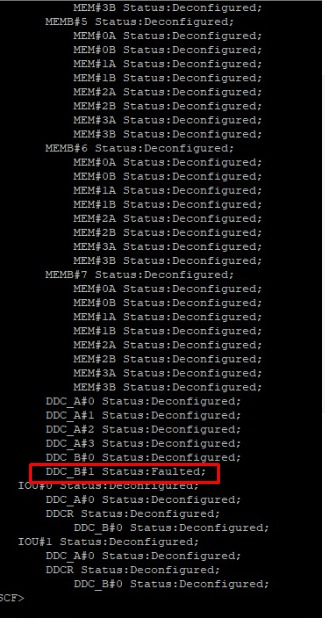 MEM#3B Status:Deconfigured;
MEMB#5 Status:Deconfigured;
MEM#0A Status:Deconfigured;
MEM#0B Status:Deconfigured;
MEM#1A Status:Deconfigured;
MEM#1B Status:Deconfigured;
MEM#2A Status:Deconfigured;
MEM#2B Status:Deconfigured;
MEM#3A Status:Deconfigured;
MEM#3B Status:Deconfigured;
MEMB#6 Status:Deconfigured;
MEM#0A Status:Deconfigured;
MEM#0B Status:Deconfigured;
MEM#1A Status:Deconfigured;
MEM#1B Status:Deconfigured;
MEM#2A Status:Deconfigured;
MEM#2B Status:Deconfigured;
MEM#3A Status:Deconfigured;
MEM#3B Status:Deconfigured;
MEMB#7 Status:Deconfigured;
MEM#0A Status:Deconfigured;
MEM#0B Status:Deconfigured;
MEM#1A Status:Deconfigured;
MEM#1B Status:Deconfigured;
MEM#2A Status:Deconfigured;
MEM#2B Status:Deconfigured;
MEM#3A Status:Deconfigured;
MEM#3B Status:Deconfigured;
DDC_A#0 Status:Deconfigured;
DDC_A#1 Status:Deconfigured;
DDC_A#2 Status:Deconfigured;
DDC_A#3 Status:Deconfigured;
DDC_B#0 Status:Deconfigured;
DDC_B#1 Status:Faulted;
IOU#0 Status:Deconfigured;
DDC_A#0 Status:Deconfigured;
DDCR Status:Deconfigured;
DDC_B#0 Status:Deconfigured;
IOU#1 Status:Deconfigured;
DDC_A#0 Status:Deconfigured;
DDCR Status:Deconfigured;
DDC_B#0 Status:Deconfigured;
SCF>